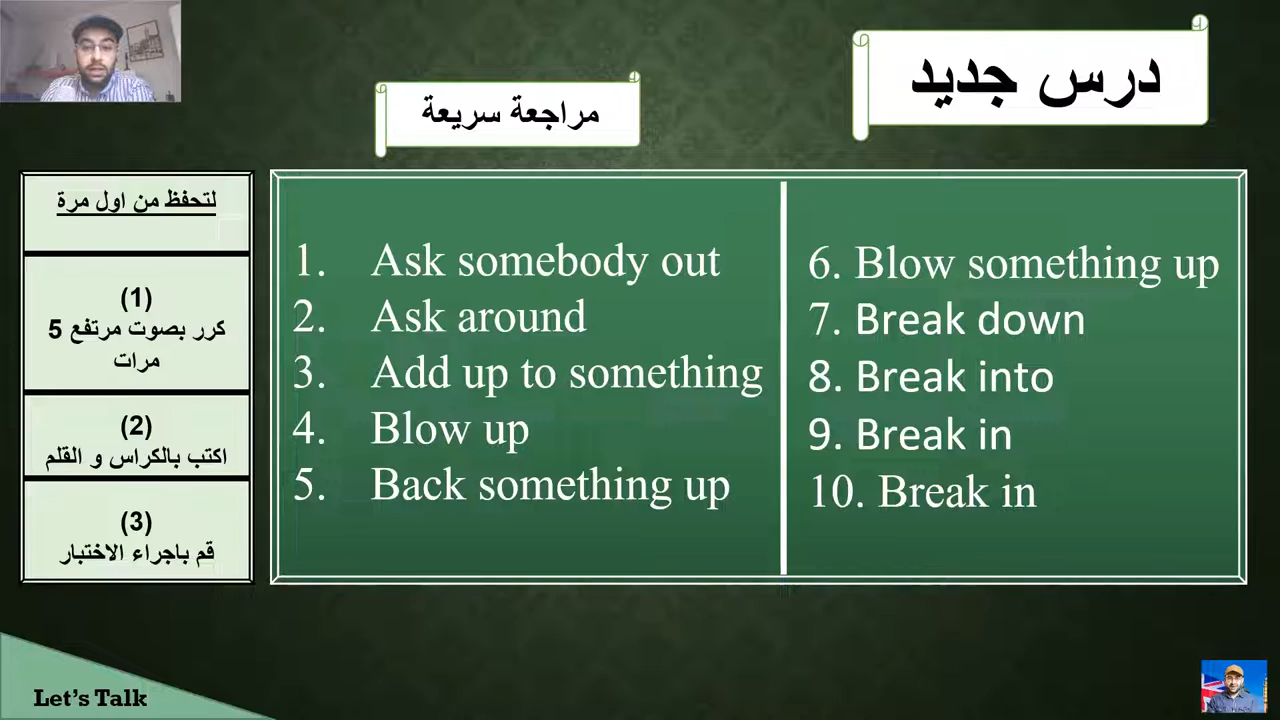 درس جديد
مراجعة سريعة
لتحفظ من اول مرة
(1)
كرر بصوت مرتفع 5
مرات
(2)
اكتب بالكراس و القلم
(3)
قم باجراء الاختبار
1. Ask somebody out
2. Ask around
3. Add up to something
4. Blow up
5. Back something up
6. Blow something up
7. Break down
8. Break into
9. Break in
10. Break in
Let's Talk